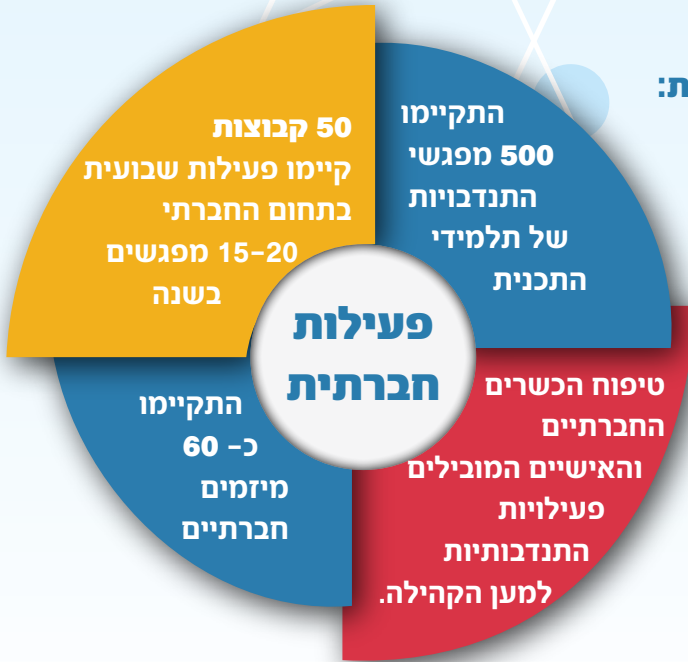 ת:
התקיימו
500 מפגשי
התנדבויות
של תלמידי
התכנית
50 קבוצות
קיימו פעילות שבועית
בתחום החברתי
15-20 מפגשים
בשנה
פעילות
חברתית
טיפוח הכשרים
החברתיים
והאישיים המובילים
פעילויות
התנדבותיות
למען הקהילה.
התקיימו
כ- 60
מיזמים
חברתיים